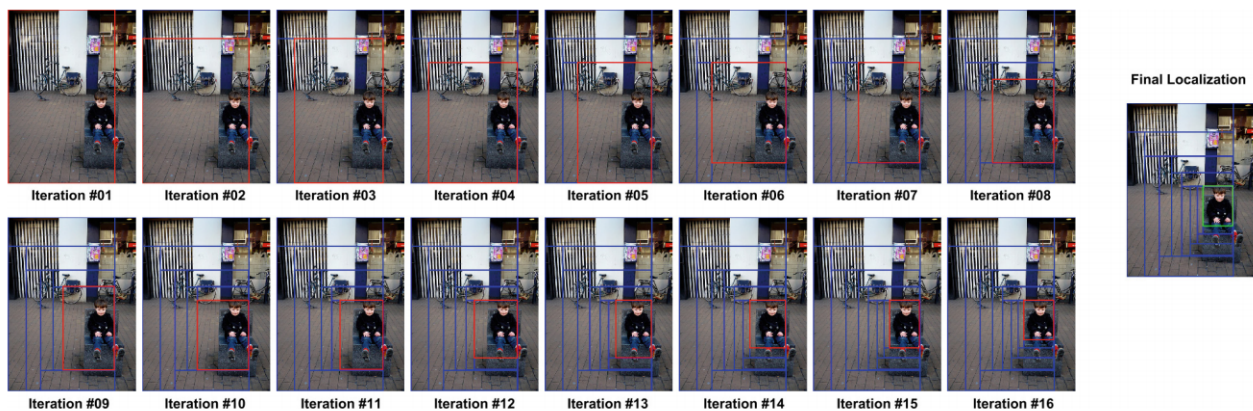 Iteration #01 Iteration #02 Iteration #03 Iteration #04 Iteration #05 Iteration #06 Iteration #07 Iteration #08
Final Localization
Iteration #09 Iteration #10 Iteration #11 Iteration #12 Iteration #13 Iteration #14 Iteration #15 Iteration #16